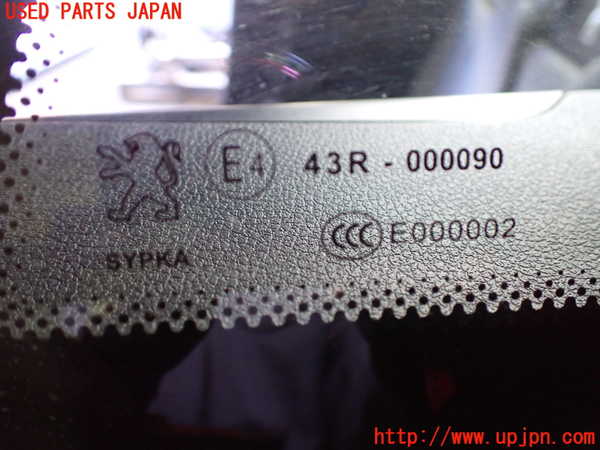 USED PARTS JAPAN
E4 43R - 000090
CCC E000002
SYPKA
http://www.upjpn.com/